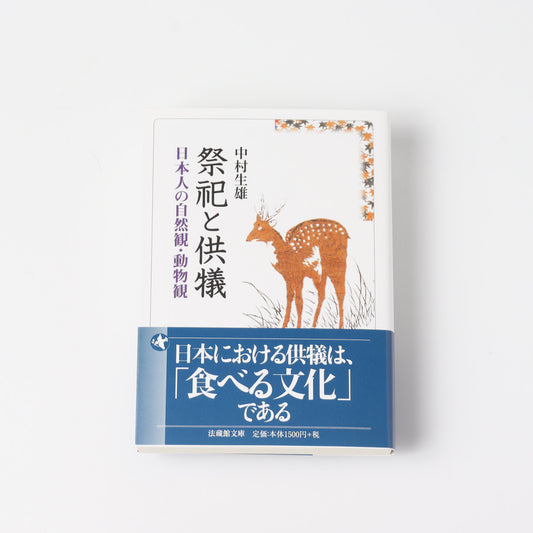 中村生雄
祭祀と供犠
日本人の自然観・動物観
日本における供犠は、
「食べる文化」
である
法蔵館文庫 定価:本体1500円+税